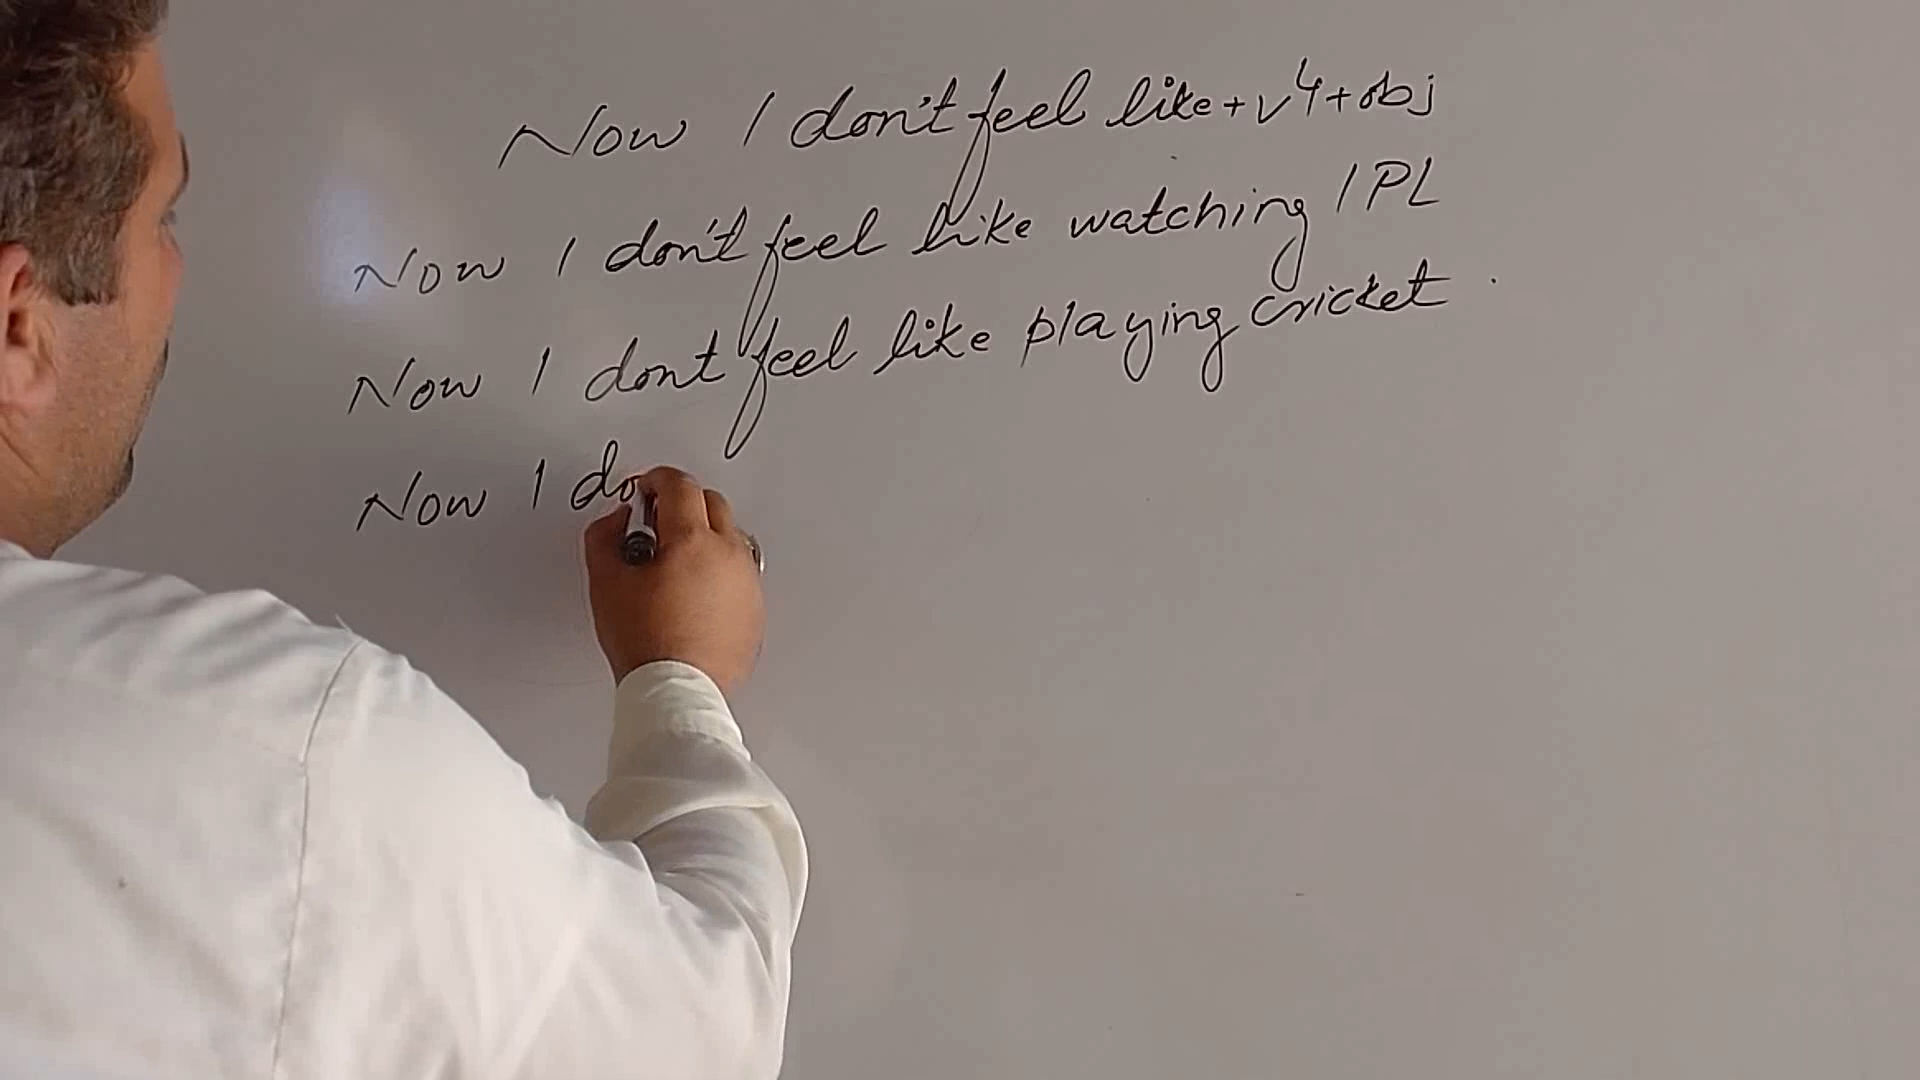 Now I don't feel like + v4 + obj
Now I don't feel like watching IPL
Now I dont feel like playing cricket.
Now I do